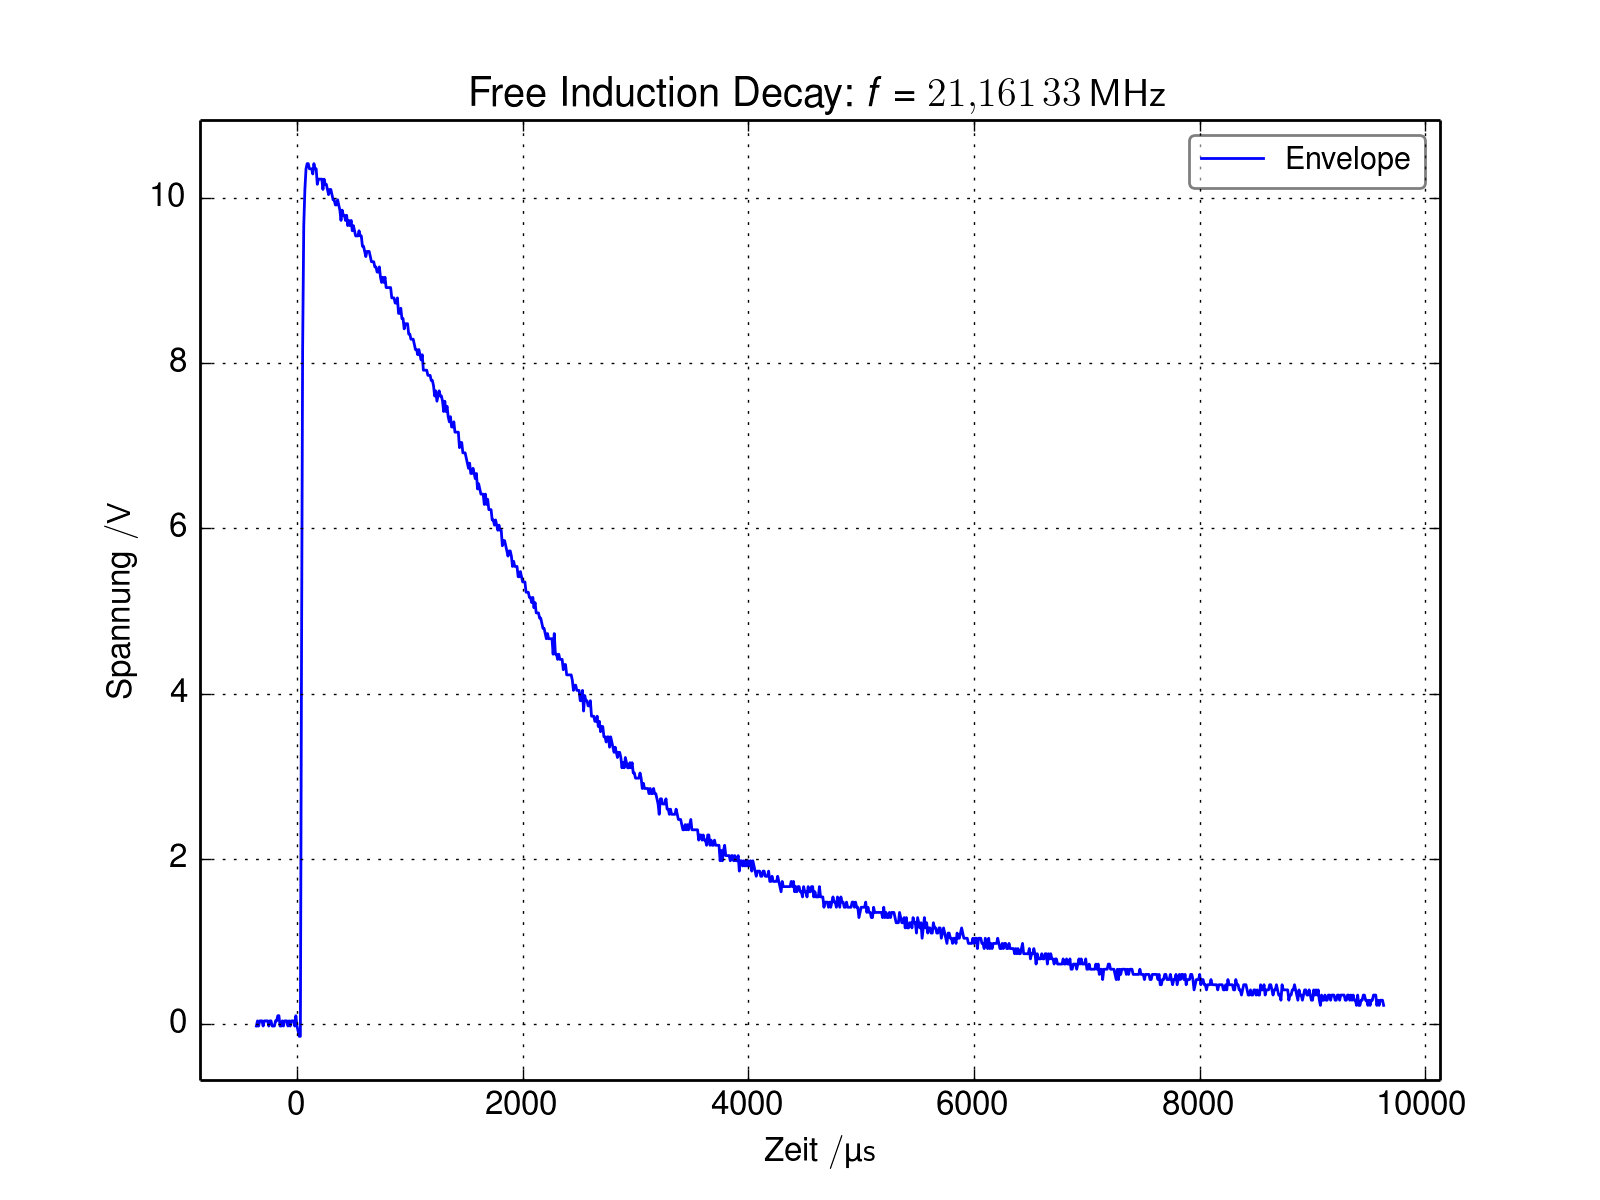 Free Induction Decay: f = 21,161 33 MHz
Envelope
10
8
6
4
2
0
Spannung /V
0 2000 4000 6000 8000 10000
Zeit /µs